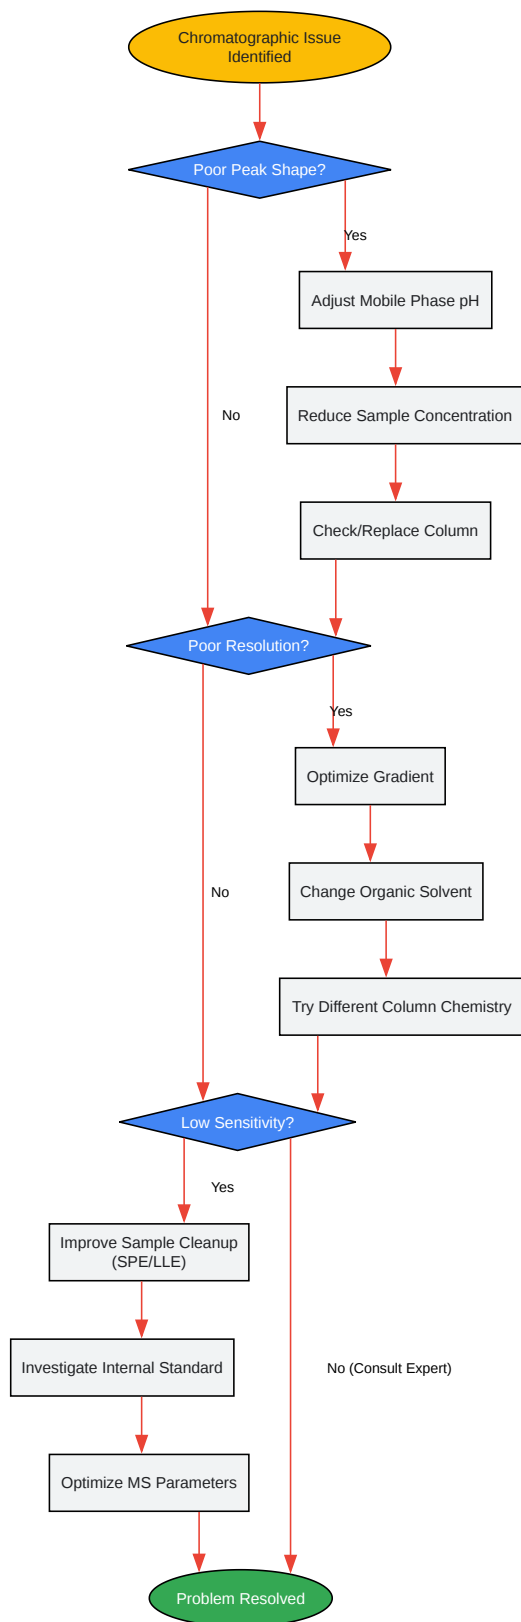 Chromatographic Issue
Identified
Poor Peak Shape?
Yes
Adjust Mobile Phase pH
Reduce Sample Concentration
No
Check/Replace Column
Poor Resolution?
Yes
Optimize Gradient
No
Change Organic Solvent
Try Different Column Chemistry
Low Sensitivity?
Yes
Improve Sample Cleanup
(SPE/LLE)
Investigate Internal Standard
No (Consult Expert)
Optimize MS Parameters
Problem Resolved